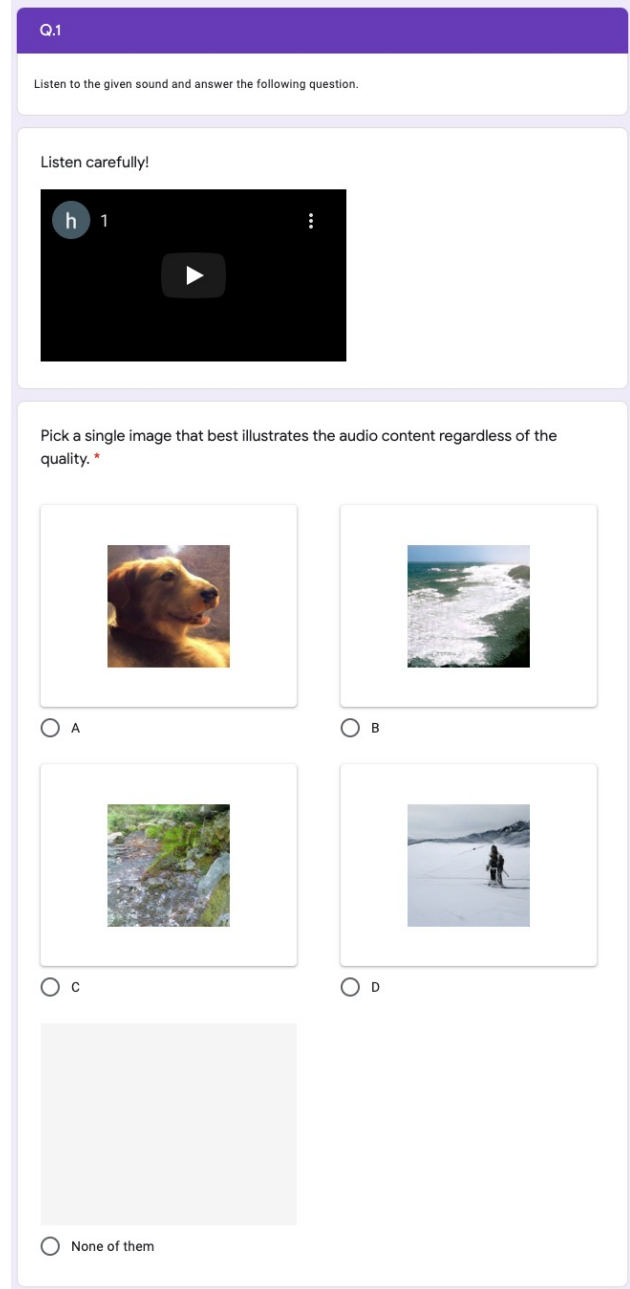 Q.1
Listen to the given sound and answer the following question.
Listen carefully!
h 1
Pick a single image that best illustrates the audio content regardless of the
quality. *
A
B
C
D
None of them